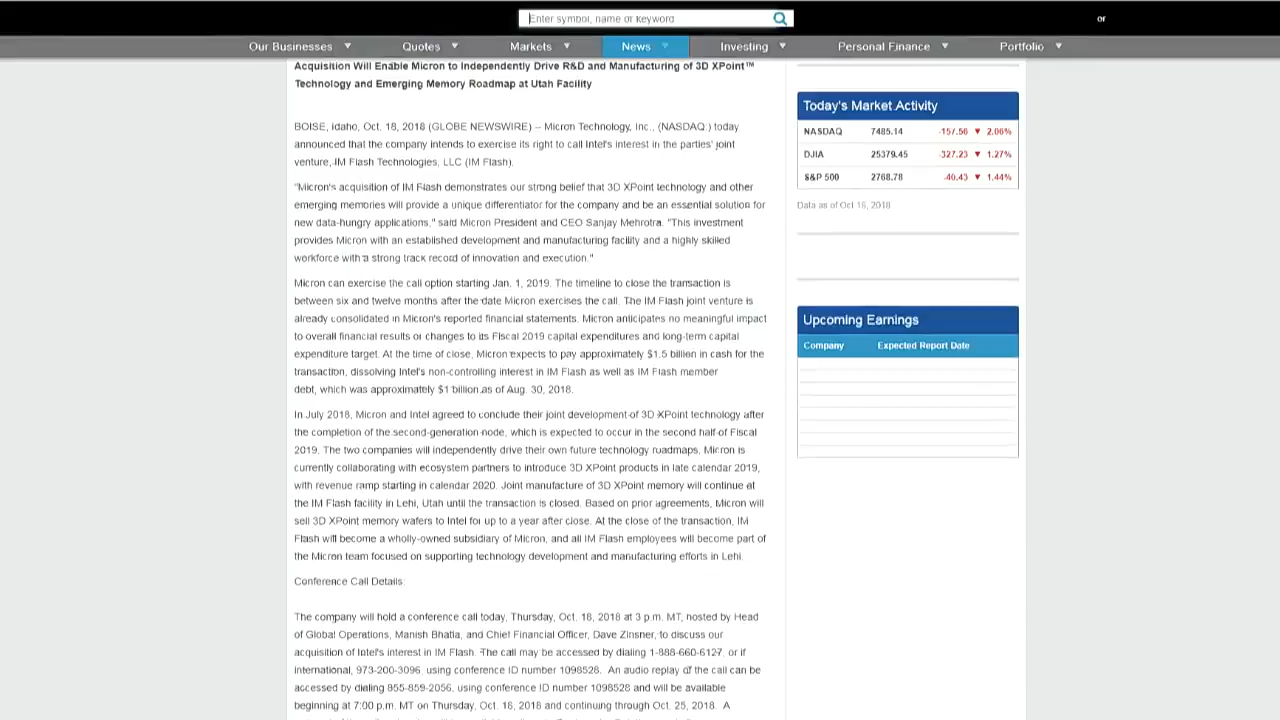 Enter symbol, name or keyword
or
Our Businesses ▼ Quotes ▼ Markets ▼ News ▼ Investing ▼ Personal Finance ▼ Portfolio ▼
Acquisition Will Enable Micron to Independently Drive R&D and Manufacturing of 3D XPoint™
Technology and Emerging Memory Roadmap at Utah Facility
BOISE, Idaho, Oct. 18, 2018 (GLOBE NEWSWIRE) -- Micron Technology, Inc., (NASDAQ:) today
announced that the company intends to exercise its right to call Intel's interest in the parties' joint
venture, IM Flash Technologies, LLC (IM Flash).
"Micron's acquisition of IM Flash demonstrates our strong belief that 3D XPoint technology and other
emerging memories will provide a unique differentiator for the company and be an essential solution for
new data-hungry applications," said Micron President and CEO Sanjay Mehrotra. "This investment
provides Micron with an established development and manufacturing facility and a highly skilled
workforce with a strong track record of innovation and execution."
Micron can exercise the call option starting Jan. 1, 2019. The timeline to close the transaction is
between six and twelve months after the date Micron exercises the call. The IM Flash joint venture is
already consolidated in Micron's reported financial statements. Micron anticipates no meaningful impact
to overall financial results or changes to its Fiscal 2019 capital expenditures and long-term capital
expenditure target. At the time of close, Micron expects to pay approximately $1.5 billion in cash for the
transaction, dissolving Intel's non-controlling interest in IM Flash as well as IM Flash member
debt, which was approximately $1 billion as of Aug. 30, 2018.
In July 2018, Micron and Intel agreed to conclude their joint development of 3D XPoint technology after
the completion of the second-generation node, which is expected to occur in the second half of Fiscal
2019. The two companies will independently drive their own future technology roadmaps. Micron is
currently collaborating with ecosystem partners to introduce 3D XPoint products in late calendar 2019,
with revenue ramp starting in calendar 2020. Joint manufacture of 3D XPoint memory will continue at
the IM Flash facility in Lehi, Utah until the transaction is closed. Based on prior agreements, Micron will
sell 3D XPoint memory wafers to Intel for up to a year after close. At the close of the transaction, IM
Flash will become a wholly-owned subsidiary of Micron, and all IM Flash employees will become part of
the Micron team focused on supporting technology development and manufacturing efforts in Lehi.
Conference Call Details:
The company will hold a conference call today, Thursday, Oct. 18, 2018 at 3 p.m. MT, hosted by Head
of Global Operations, Manish Bhatia, and Chief Financial Officer, Dave Zinsner, to discuss our
acquisition of Intel's interest in IM Flash. The call may be accessed by dialing 1-888-660-6127, or if
International, 973-200-3096, using conference ID number 1098528. An audio replay of the call can be
accessed by dialing 855-859-2056, using conference ID number 1098528 and will be available
beginning at 7:00 p.m. MT on Thursday, Oct. 18, 2018 and continuing through Oct. 25, 2018. A
Today's Market Activity
NASDAQ 7485.14 -157.56 ▼ 2.06%
DJIA 25379.45 -327.23 ▼ 1.27%
S&P 500 2768.78 -40.43 ▼ 1.44%
Data as of Oct 18, 2018
Upcoming Earnings
Company Expected Report Date